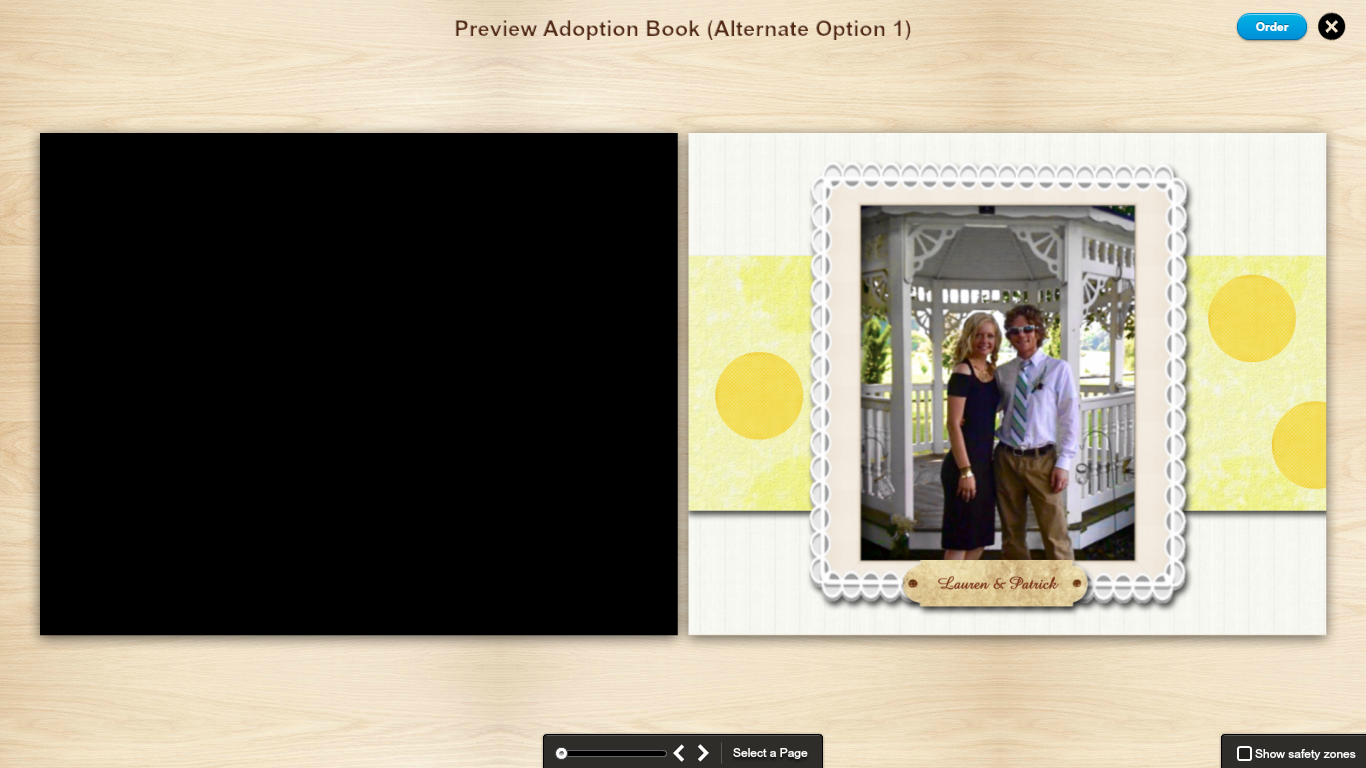 Preview Adoption Book (Alternate Option 1)
Order
Lauren & Patrick
Select a Page
Show safety zones